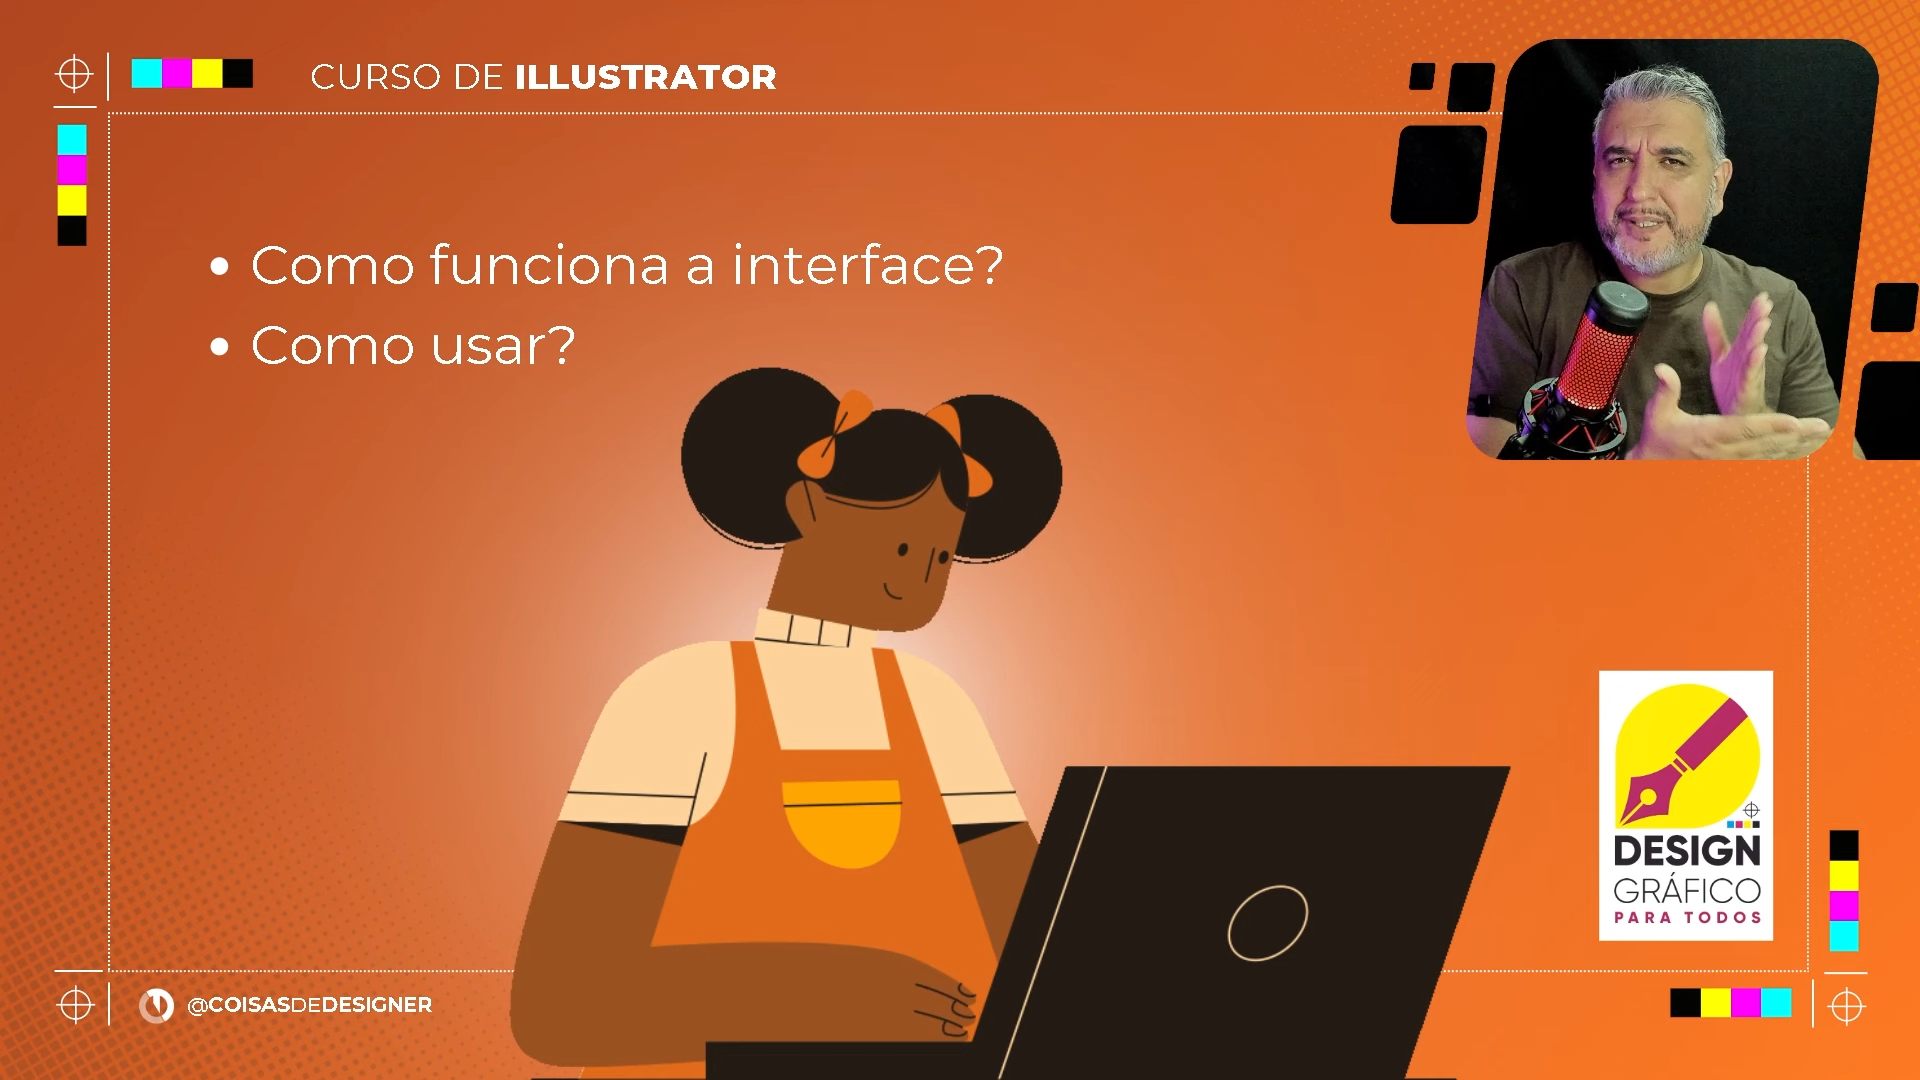 CURSO DE ILLUSTRATOR
• Como funciona a interface?
• Como usar?
DESIGN
GRÁFICO
PARA TODOS
@COISASDEDESIGNER